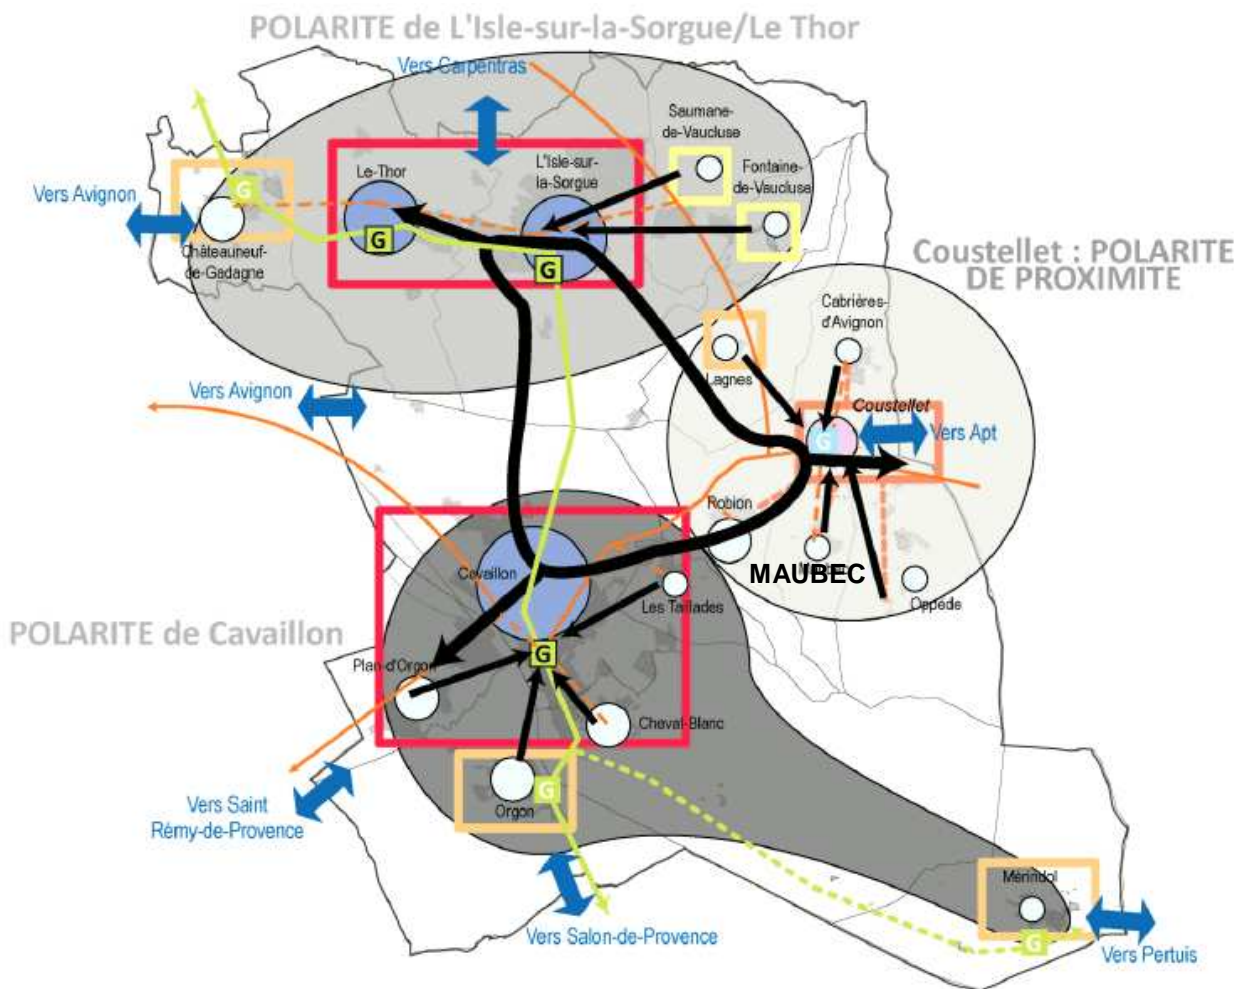 POLARITE de L'Isle-sur-la-Sorgue/Le Thor
Vers Carpentras
Saumane-
de-Vaucluse
L'Isle-sur-
la-Sorgue
Le-Thor
Fontaine-
de-Vaucluse
Vers Avignon
G
G
G
Châteauneuf-
de-Gadagne
Coustellet : POLARITE
DE PROXIMITE
Cabrières-
d'Avignon
Lagnes
Vers Avignon
Coustellet
G
Vers Apt
Robion
MAUBEC
Oppède
Cavaillon
Les Taillades
POLARITE de Cavaillon
G
Plan-d'Orgon
Cheval-Blanc
G
Orgon
Vers Saint
Rémy-de-Provence
Mérindol
G
Vers Salon-de-Provence
Vers Pertuis